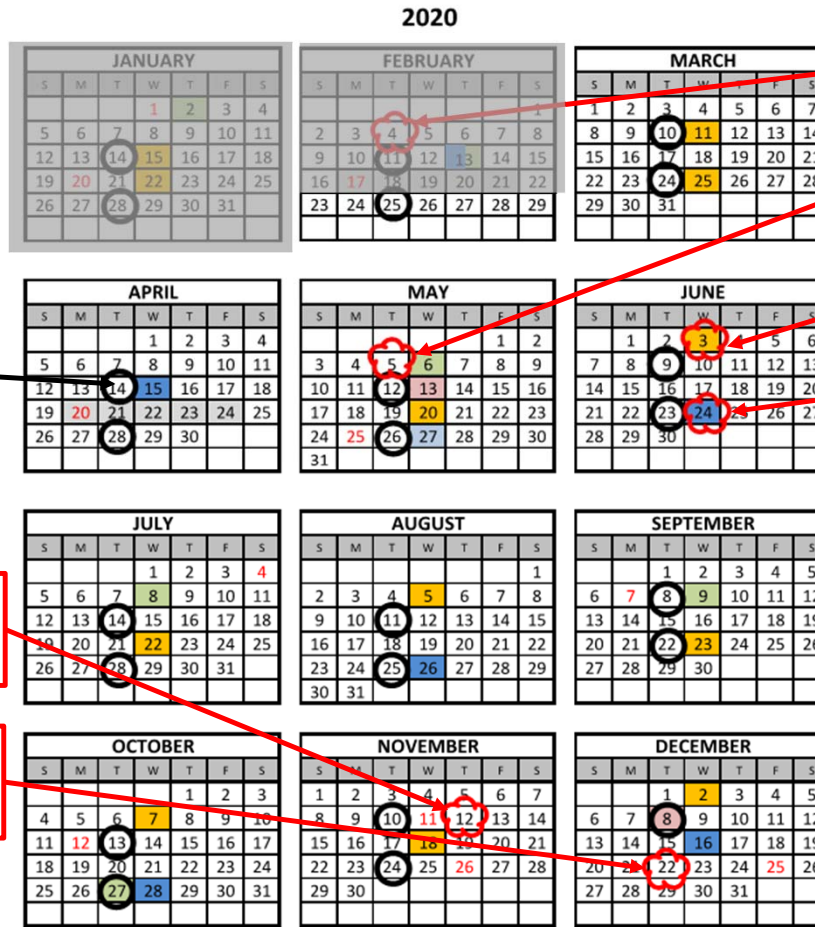 2020
JANUARY
S M T W T F S
1 2 3 4
5 6 7 8 9 10 11
12 13 14 15 16 17 18
19 20 21 22 23 24 25
26 27 28 29 30 31
FEBRUARY
S M T W T F S
1
2 3 4 5 6 7 8
9 10 11 12 13 14 15
16 17 18 19 20 21 22
23 24 25 26 27 28 29
MARCH
S M T W T F S
1 2 3 4 5 6 7
8 9 10 11 12 13 14
15 16 17 18 19 20 21
22 23 24 25 26 27 28
29 30 31
APRIL
S M T W T F S
1 2 3 4
5 6 7 8 9 10 11
12 13 14 15 16 17 18
19 20 21 22 23 24 25
26 27 28 29 30
MAY
S M T W T F S
1 2
3 4 5 6 7 8 9
10 11 12 13 14 15 16
17 18 19 20 21 22 23
24 25 26 27 28 29 30
31
JUNE
S M T W T F S
1 2 3 4 5 6
7 8 9 10 11 12 13
14 15 16 17 18 19 20
21 22 23 24 25 26 27
28 29 30
JULY
S M T W T F S
1 2 3 4
5 6 7 8 9 10 11
12 13 14 15 16 17 18
19 20 21 22 23 24 25
26 27 28 29 30 31
AUGUST
S M T W T F S
1
2 3 4 5 6 7 8
9 10 11 12 13 14 15
16 17 18 19 20 21 22
23 24 25 26 27 28 29
30 31
SEPTEMBER
S M T W T F S
1 2 3 4 5
6 7 8 9 10 11 12
13 14 15 16 17 18 19
20 21 22 23 24 25 26
27 28 29 30
OCTOBER
S M T W T F S
1 2 3
4 5 6 7 8 9 10
11 12 13 14 15 16 17
18 19 20 21 22 23 24
25 26 27 28 29 30 31
NOVEMBER
S M T W T F S
1 2 3 4 5 6 7
8 9 10 11 12 13 14
15 16 17 18 19 20 21
22 23 24 25 26 27 28
29 30
DECEMBER
S M T W T F S
1 2 3 4 5
6 7 8 9 10 11 12
13 14 15 16 17 18 19
20 21 22 23 24 25 26
27 28 29 30 31